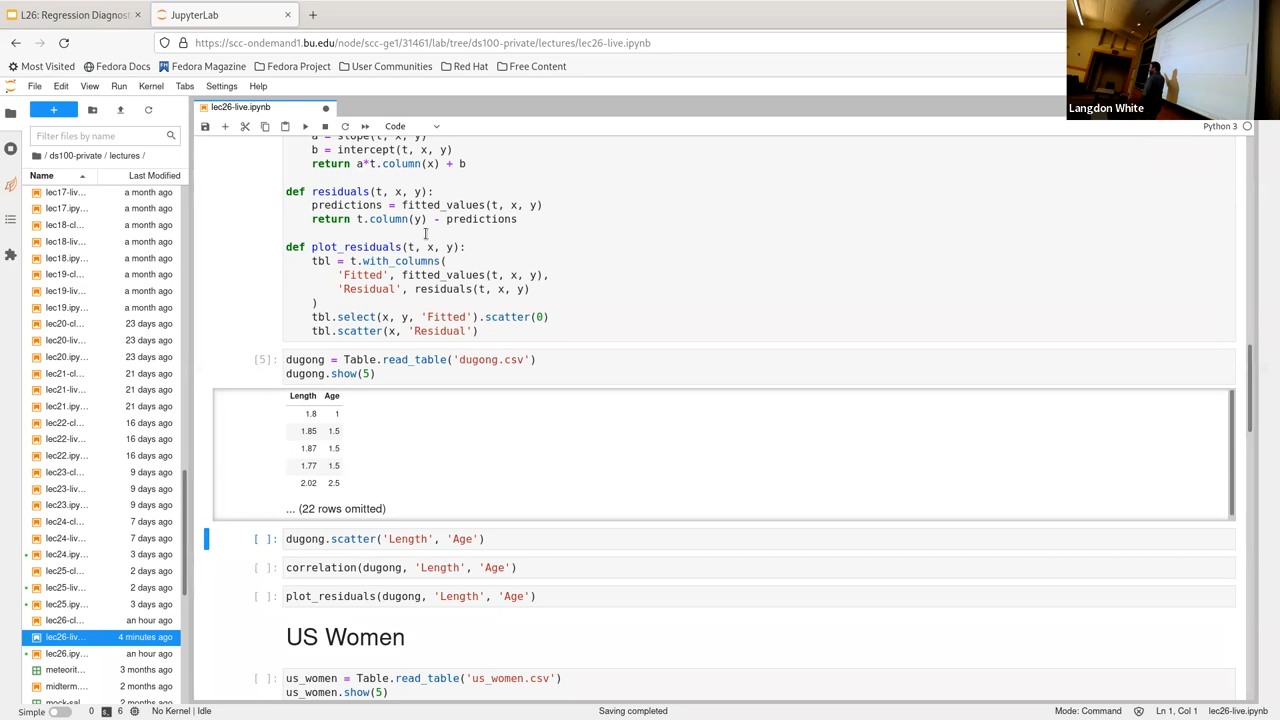 L26: Regression Diagnost
JupyterLab
https://scc-ondemand1.bu.edu/node/scc-ge1/31461/lab/tree/ds100-private/lectures/lec26-live.ipynb
Most Visited Fedora Docs Fedora Magazine Fedora Project User Communities Red Hat Free Content
Langdon White
File Edit View Run Kernel Tabs Settings Help
lec26-live.ipynb
Code
Python 3
Filter files by name
/ ds100-private / lectures /
Name Last Modified
lec17-liv... a month ago
lec17.ipy... a month ago
lec18-cl... a month ago
lec18-liv... a month ago
lec18.ipy... a month ago
lec19-cl... a month ago
lec19-liv... a month ago
lec19.ipy... a month ago
lec20-cl... 23 days ago
lec20-liv... 23 days ago
lec20.ipy... 23 days ago
lec21-cl... 21 days ago
lec21-liv... 21 days ago
lec21.ipy... 21 days ago
lec22-cl... 16 days ago
lec22-liv... 16 days ago
lec22.ipy... 16 days ago
lec23-cl... 9 days ago
lec23-liv... 9 days ago
lec23.ipy... 9 days ago
lec24-cl... 7 days ago
lec24-liv... 7 days ago
lec24.ipy... 3 days ago
lec25-cl... 2 days ago
lec25-liv... 2 days ago
lec25.ipy... 3 days ago
lec26-cl... an hour ago
lec26-liv... 4 minutes ago
lec26.ipy... an hour ago
meteorit... 3 months ago
midterm.... 2 months ago
mock-sal... 2 months ago
a = slope(t, x, y)
b = intercept(t, x, y)
return a*t.column(x) + b
def residuals(t, x, y):
predictions = fitted_values(t, x, y)
return t.column(y) - predictions
def plot_residuals(t, x, y):
tbl = t.with_columns(
'Fitted', fitted_values(t, x, y),
'Residual', residuals(t, x, y)
)
tbl.select(x, y, 'Fitted').scatter(0)
tbl.scatter(x, 'Residual')
[5]: dugong = Table.read_table('dugong.csv')
dugong.show(5)
Length Age
1.8 1
1.85 1.5
1.87 1.5
1.77 1.5
2.02 2.5
... (22 rows omitted)
[ ]: dugong.scatter('Length', 'Age')
[ ]: correlation(dugong, 'Length', 'Age')
[ ]: plot_residuals(dugong, 'Length', 'Age')
US Women
[ ]: us_women = Table.read_table('us_women.csv')
us_women.show(5)
Simple 0 6 No Kernel | Idle Saving completed Mode: Command Ln 1, Col 1 lec26-live.ipynb